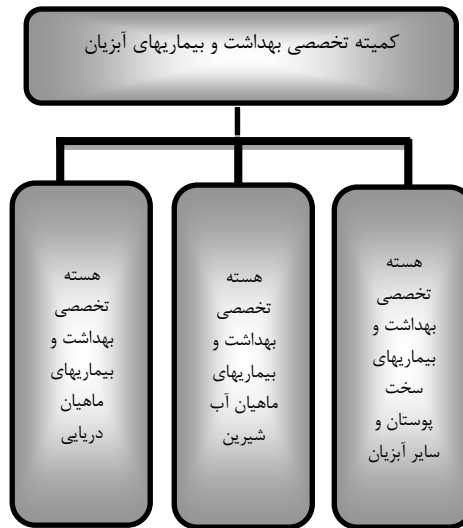 کمیته تخصصی بهداشت و بیماریهای آبزیان
هسته
تخصصی
بهداشت و
بیماریهای
سخت
پوستان و
سایر آبزیان
هسته
تخصصی
بهداشت و
بیماریهای
ماهیان آب
شیرین
هسته
تخصصی
بهداشت و
بیماریهای
ماهیان
دریایی